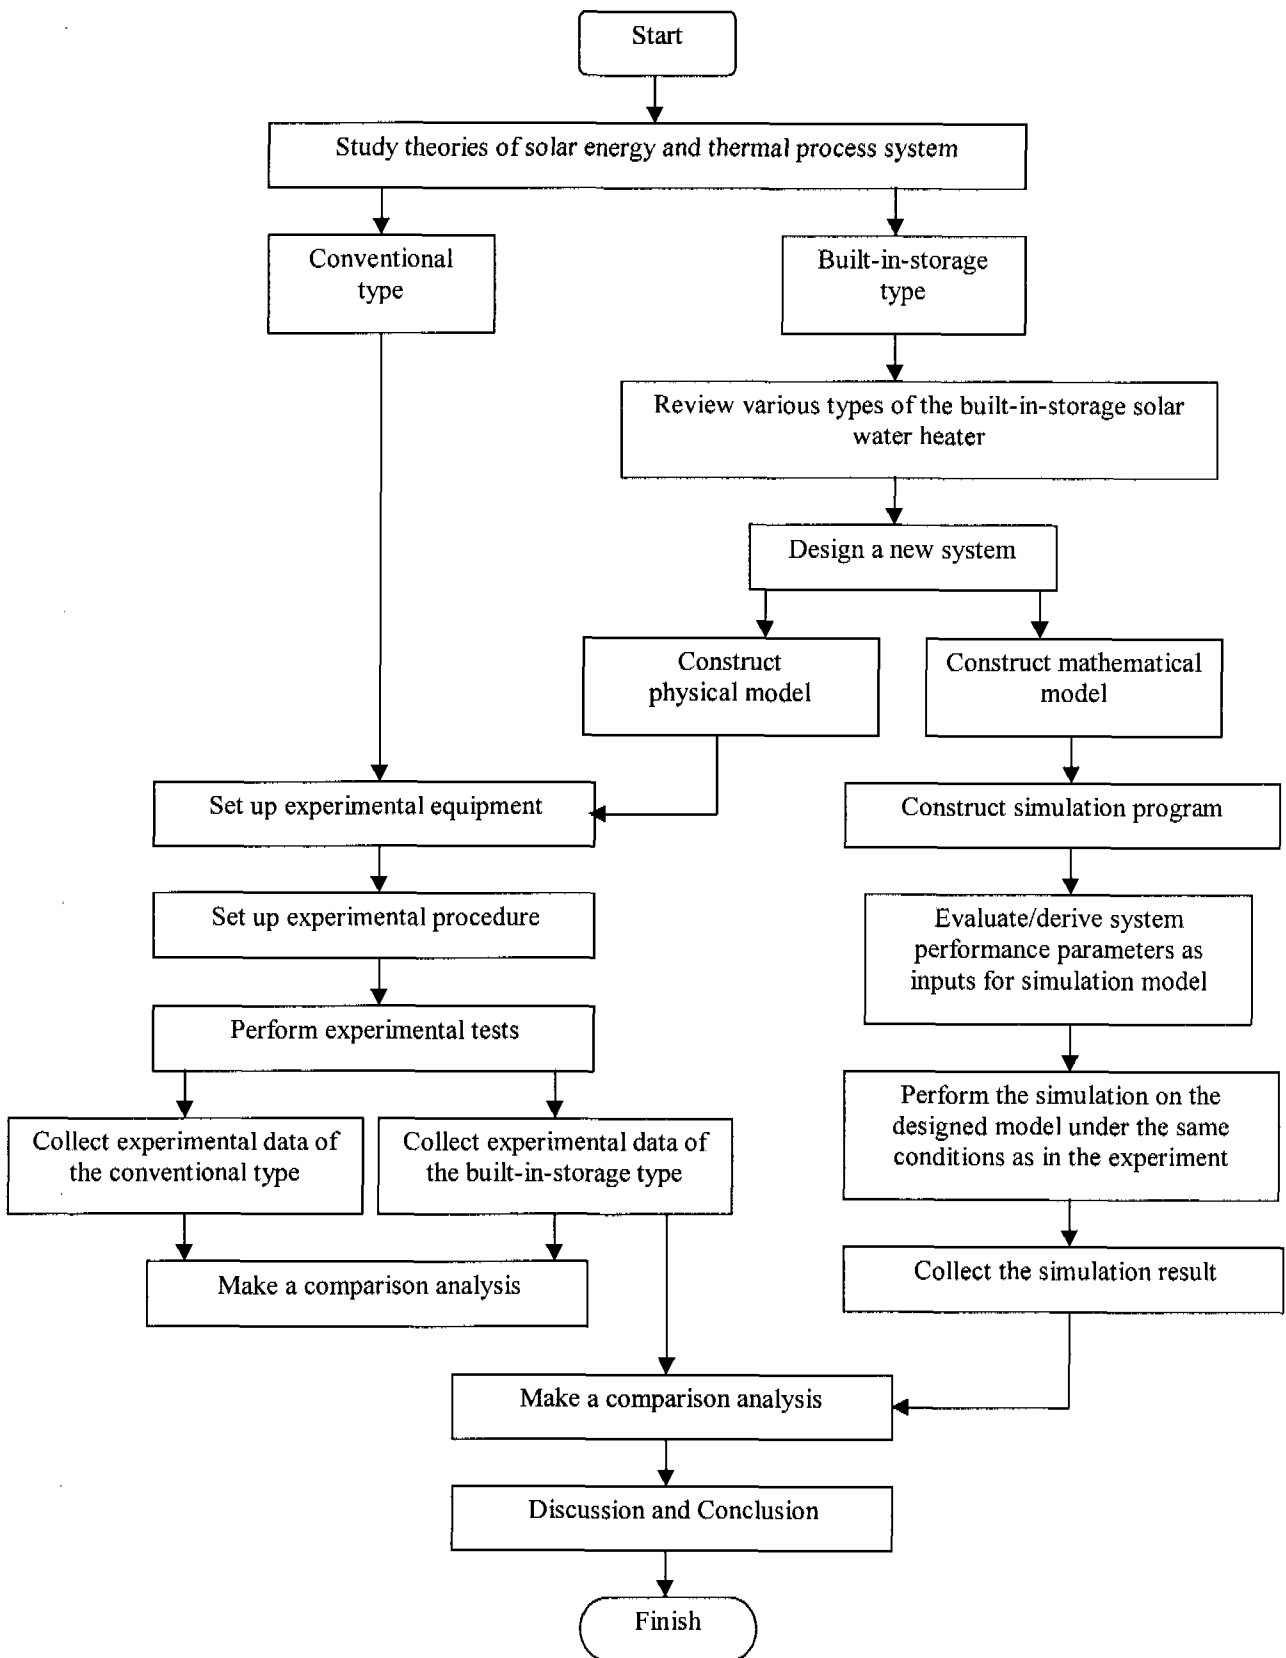 Start
Study theories of solar energy and thermal process system
Conventional
type
Built-in-storage
type
Review various types of the built-in-storage solar
water heater
Design a new system
Construct
physical model
Construct mathematical
model
Set up experimental equipment
Construct simulation program
Set up experimental procedure
Evaluate/derive system
performance parameters as
inputs for simulation model
Perform experimental tests
Perform the simulation on the
designed model under the same
conditions as in the experiment
Collect experimental data of
the conventional type
Collect experimental data of
the built-in-storage type
Make a comparison analysis
Collect the simulation result
Make a comparison analysis
Discussion and Conclusion
Finish